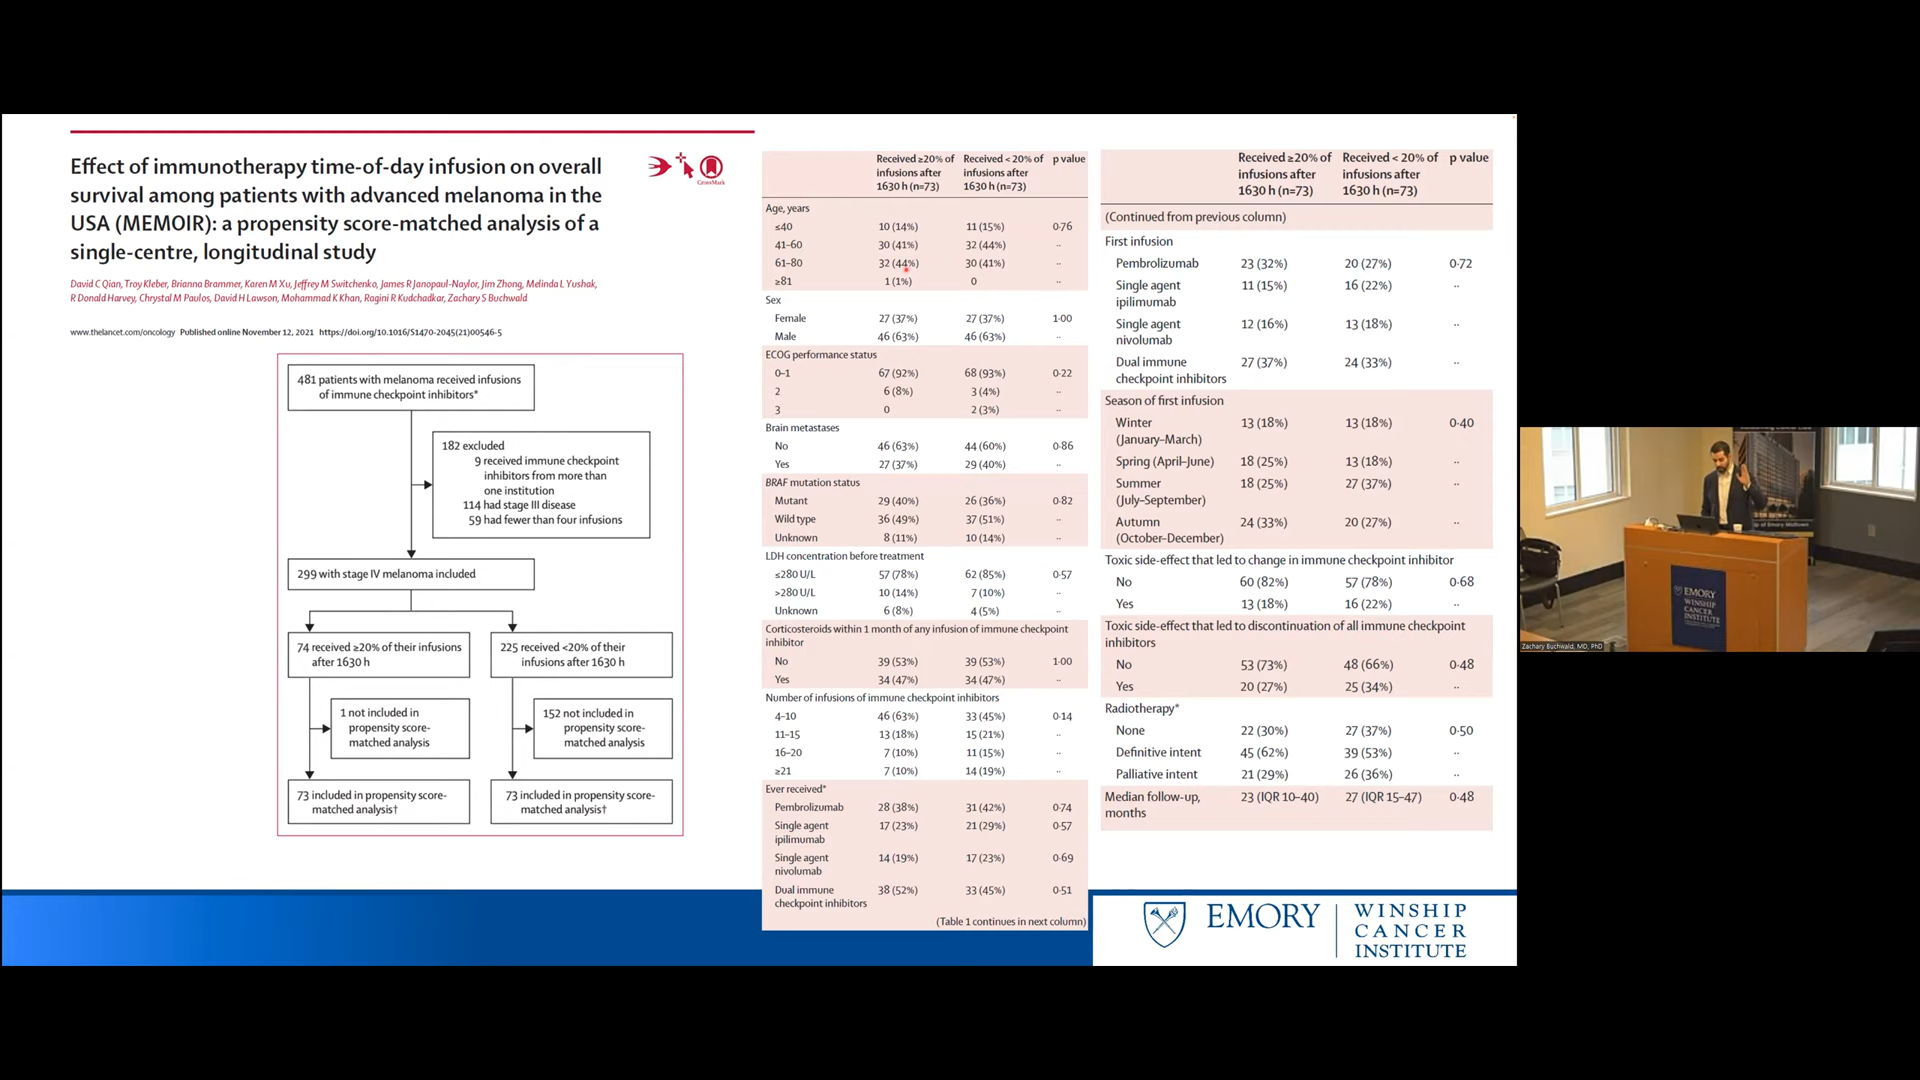 Effect of immunotherapy time-of-day infusion on overall
survival among patients with advanced melanoma in the
USA (MEMOIR): a propensity score-matched analysis of a
single-centre, longitudinal study
CrossMark
David C Qian, Troy Kleber, Brianna Brammer, Karen M Xu, Jeffrey M Switchenko, James R Janopaul-Naylor, Jim Zhong, Melinda L Yushak,
R Donald Harvey, Chrystal M Paulos, David H Lawson, Mohammad K Khan, Ragini R Kudchadkar, Zachary S Buchwald
www.thelancet.com/oncology Published online November 12, 2021 https://doi.org/10.1016/S1470-2045(21)00546-5
481 patients with melanoma received infusions
of immune checkpoint inhibitors*
182 excluded
9 received immune checkpoint
inhibitors from more than
one institution
114 had stage III disease
59 had fewer than four infusions
299 with stage IV melanoma included
74 received ≥20% of their infusions
after 1630 h
225 received <20% of their
infusions after 1630 h
1 not included in
propensity score-
matched analysis
152 not included in
propensity score-
matched analysis
73 included in propensity score-
matched analysis†
73 included in propensity score-
matched analysis†
Received ≥20% of Received < 20% of p value
infusions after infusions after
1630 h (n=73) 1630 h (n=73)
Age, years
≤40 10 (14%) 11 (15%) 0·76
41–60 30 (41%) 32 (44%) ··
61–80 32 (44%) 30 (41%) ··
≥81 1 (1%) 0 ··
Sex
Female 27 (37%) 27 (37%) 1·00
Male 46 (63%) 46 (63%) ··
ECOG performance status
0–1 67 (92%) 68 (93%) 0·22
2 6 (8%) 3 (4%) ··
3 0 2 (3%) ··
Brain metastases
No 46 (63%) 44 (60%) 0·86
Yes 27 (37%) 29 (40%) ··
BRAF mutation status
Mutant 29 (40%) 26 (36%) 0·82
Wild type 36 (49%) 37 (51%) ··
Unknown 8 (11%) 10 (14%) ··
LDH concentration before treatment
≤280 U/L 57 (78%) 62 (85%) 0·57
>280 U/L 10 (14%) 7 (10%) ··
Unknown 6 (8%) 4 (5%) ··
Corticosteroids within 1 month of any infusion of immune checkpoint
inhibitor
No 39 (53%) 39 (53%) 1·00
Yes 34 (47%) 34 (47%) ··
Number of infusions of immune checkpoint inhibitors
4–10 46 (63%) 33 (45%) 0·14
11–15 13 (18%) 15 (21%) ··
16–20 7 (10%) 11 (15%) ··
≥21 7 (10%) 14 (19%) ··
Ever received*
Pembrolizumab 28 (38%) 31 (42%) 0·74
Single agent 17 (23%) 21 (29%) 0·57
ipilimumab
Single agent 14 (19%) 17 (23%) 0·69
nivolumab
Dual immune 38 (52%) 33 (45%) 0·51
checkpoint inhibitors
(Table 1 continues in next column)
Received ≥20% of Received < 20% of p value
infusions after infusions after
1630 h (n=73) 1630 h (n=73)
(Continued from previous column)
First infusion
Pembrolizumab 23 (32%) 20 (27%) 0·72
Single agent 11 (15%) 16 (22%) ··
ipilimumab
Single agent 12 (16%) 13 (18%) ··
nivolumab
Dual immune 27 (37%) 24 (33%) ··
checkpoint inhibitors
Season of first infusion
Winter 13 (18%) 13 (18%) 0·40
(January–March)
Spring (April–June) 18 (25%) 13 (18%) ··
Summer 18 (25%) 27 (37%) ··
(July–September)
Autumn 24 (33%) 20 (27%) ··
(October–December)
Toxic side-effect that led to change in immune checkpoint inhibitor
No 60 (82%) 57 (78%) 0·68
Yes 13 (18%) 16 (22%) ··
Toxic side-effect that led to discontinuation of all immune checkpoint
inhibitors
No 53 (73%) 48 (66%) 0·48
Yes 20 (27%) 25 (34%) ··
Radiotherapy*
None 22 (30%) 27 (37%) 0·50
Definitive intent 45 (62%) 39 (53%) ··
Palliative intent 21 (29%) 26 (36%) ··
Median follow-up, 23 (IQR 10–40) 27 (IQR 15–47) 0·48
months
EMORY
WINSHIP
CANCER
INSTITUTE
EMORY
WINSHIP
CANCER
INSTITUTE
Zachary Buchwald, MD, PhD